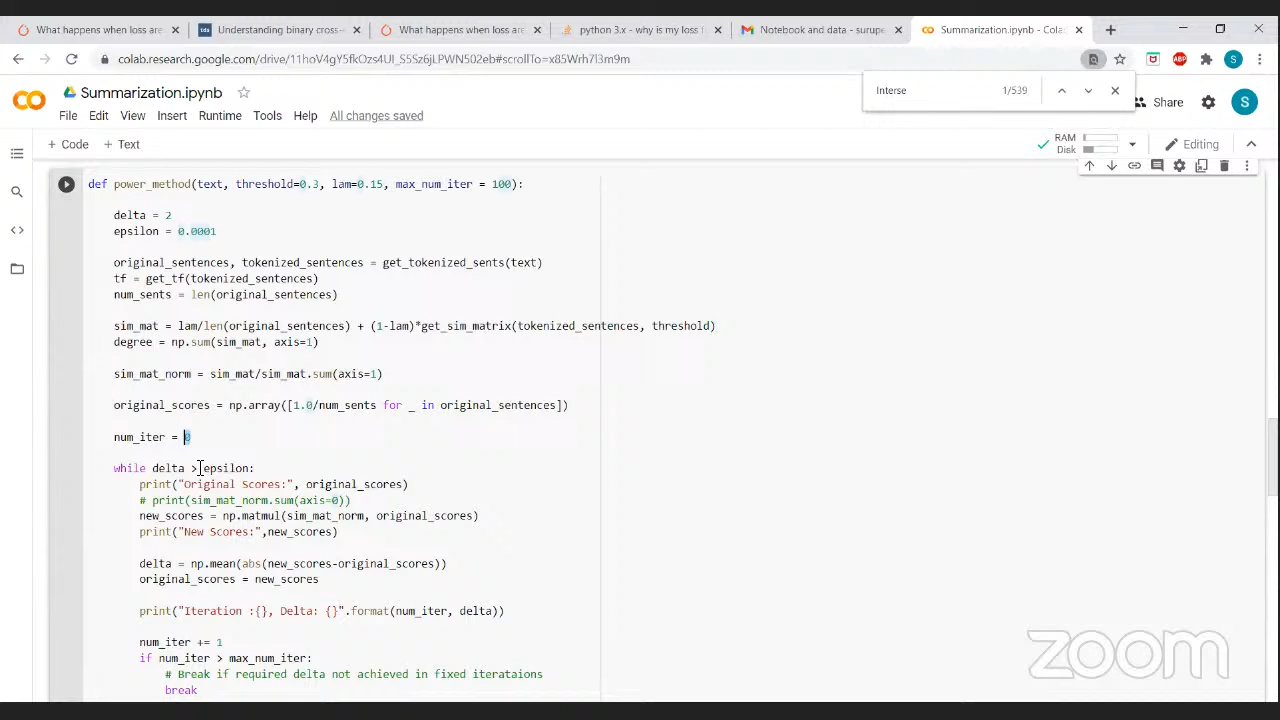 What happens when loss are
Understanding binary cross-
What happens when loss are
python 3.x - why is my loss f
Notebook and data - surupe
Summarization.ipynb - Colab
Interse
1/539
Summarization.ipynb
File Edit View Insert Runtime Tools Help All changes saved
Share
S
+ Code + Text
RAM
Disk
Editing
def power_method(text, threshold=0.3, lam=0.15, max_num_iter = 100):
delta = 2
epsilon = 0.0001
original_sentences, tokenized_sentences = get_tokenized_sents(text)
tf = get_tf(tokenized_sentences)
num_sents = len(original_sentences)
sim_mat = lam/len(original_sentences) + (1-lam)*get_sim_matrix(tokenized_sentences, threshold)
degree = np.sum(sim_mat, axis=1)
sim_mat_norm = sim_mat/sim_mat.sum(axis=1)
original_scores = np.array([1.0/num_sents for _ in original_sentences])
num_iter = 0
while delta > epsilon:
print("Original Scores:", original_scores)
# print(sim_mat_norm.sum(axis=0))
new_scores = np.matmul(sim_mat_norm, original_scores)
print("New Scores:",new_scores)
delta = np.mean(abs(new_scores-original_scores))
original_scores = new_scores
print("Iteration :{}, Delta: {}".format(num_iter, delta))
num_iter += 1
if num_iter > max_num_iter:
# Break if required delta not achieved in fixed iterataions
break
zoom